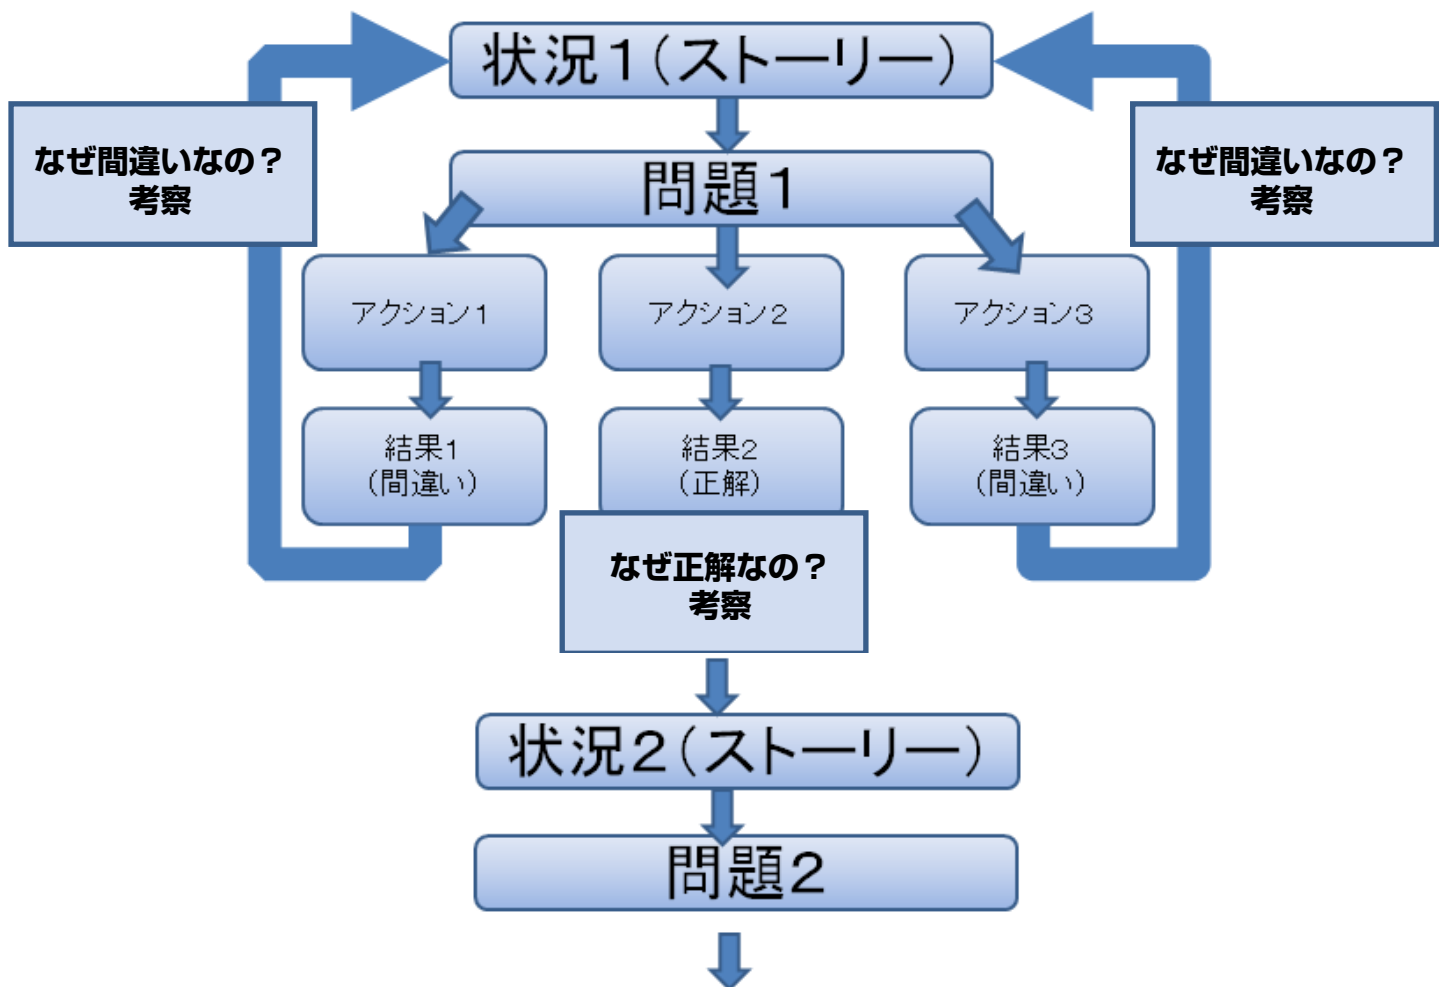 状況１（ストーリー）
なぜ間違いなの？
考察
なぜ間違いなの？
考察
問題１
アクション１
アクション２
アクション３
結果１
（間違い）
結果２
（正解）
結果３
（間違い）
なぜ正解なの？
考察
状況２（ストーリー）
問題２